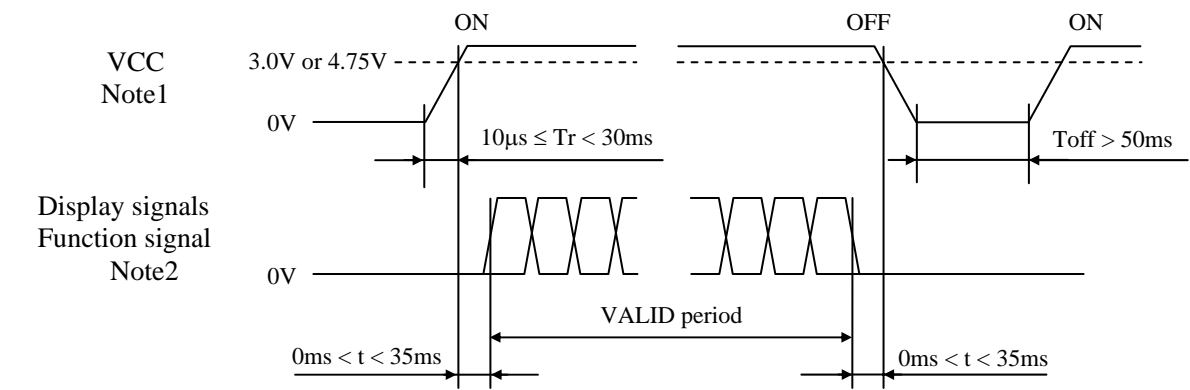 ON
OFF
ON
VCC
Note1
3.0V or 4.75V
0V
10μs ≤ Tr < 30ms
Toff > 50ms
Display signals
Function signal
Note2
0V
VALID period
0ms < t < 35ms
0ms < t < 35ms